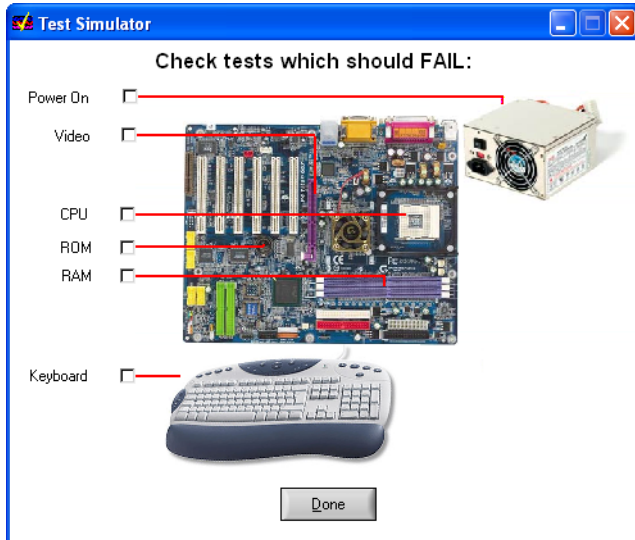 Test Simulator
Check tests which should FAIL:
Power On
Video
CPU
ROM
RAM
Keyboard
Done